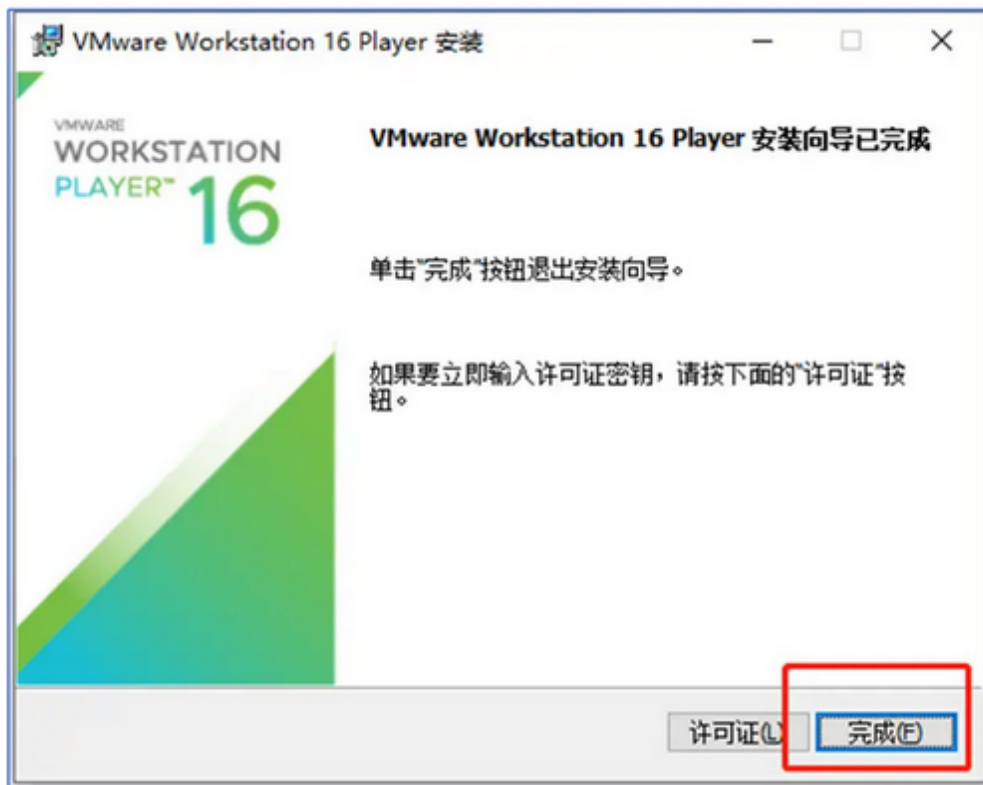 VMware Workstation 16 Player 安装
VMWARE
WORKSTATION
PLAYER™ 16
VMware Workstation 16 Player 安装向导已完成
单击"完成"按钮退出安装向导。
如果要立即输入许可证密钥，请按下面的"许可证"按
钮。
许可证(L)
完成(F)